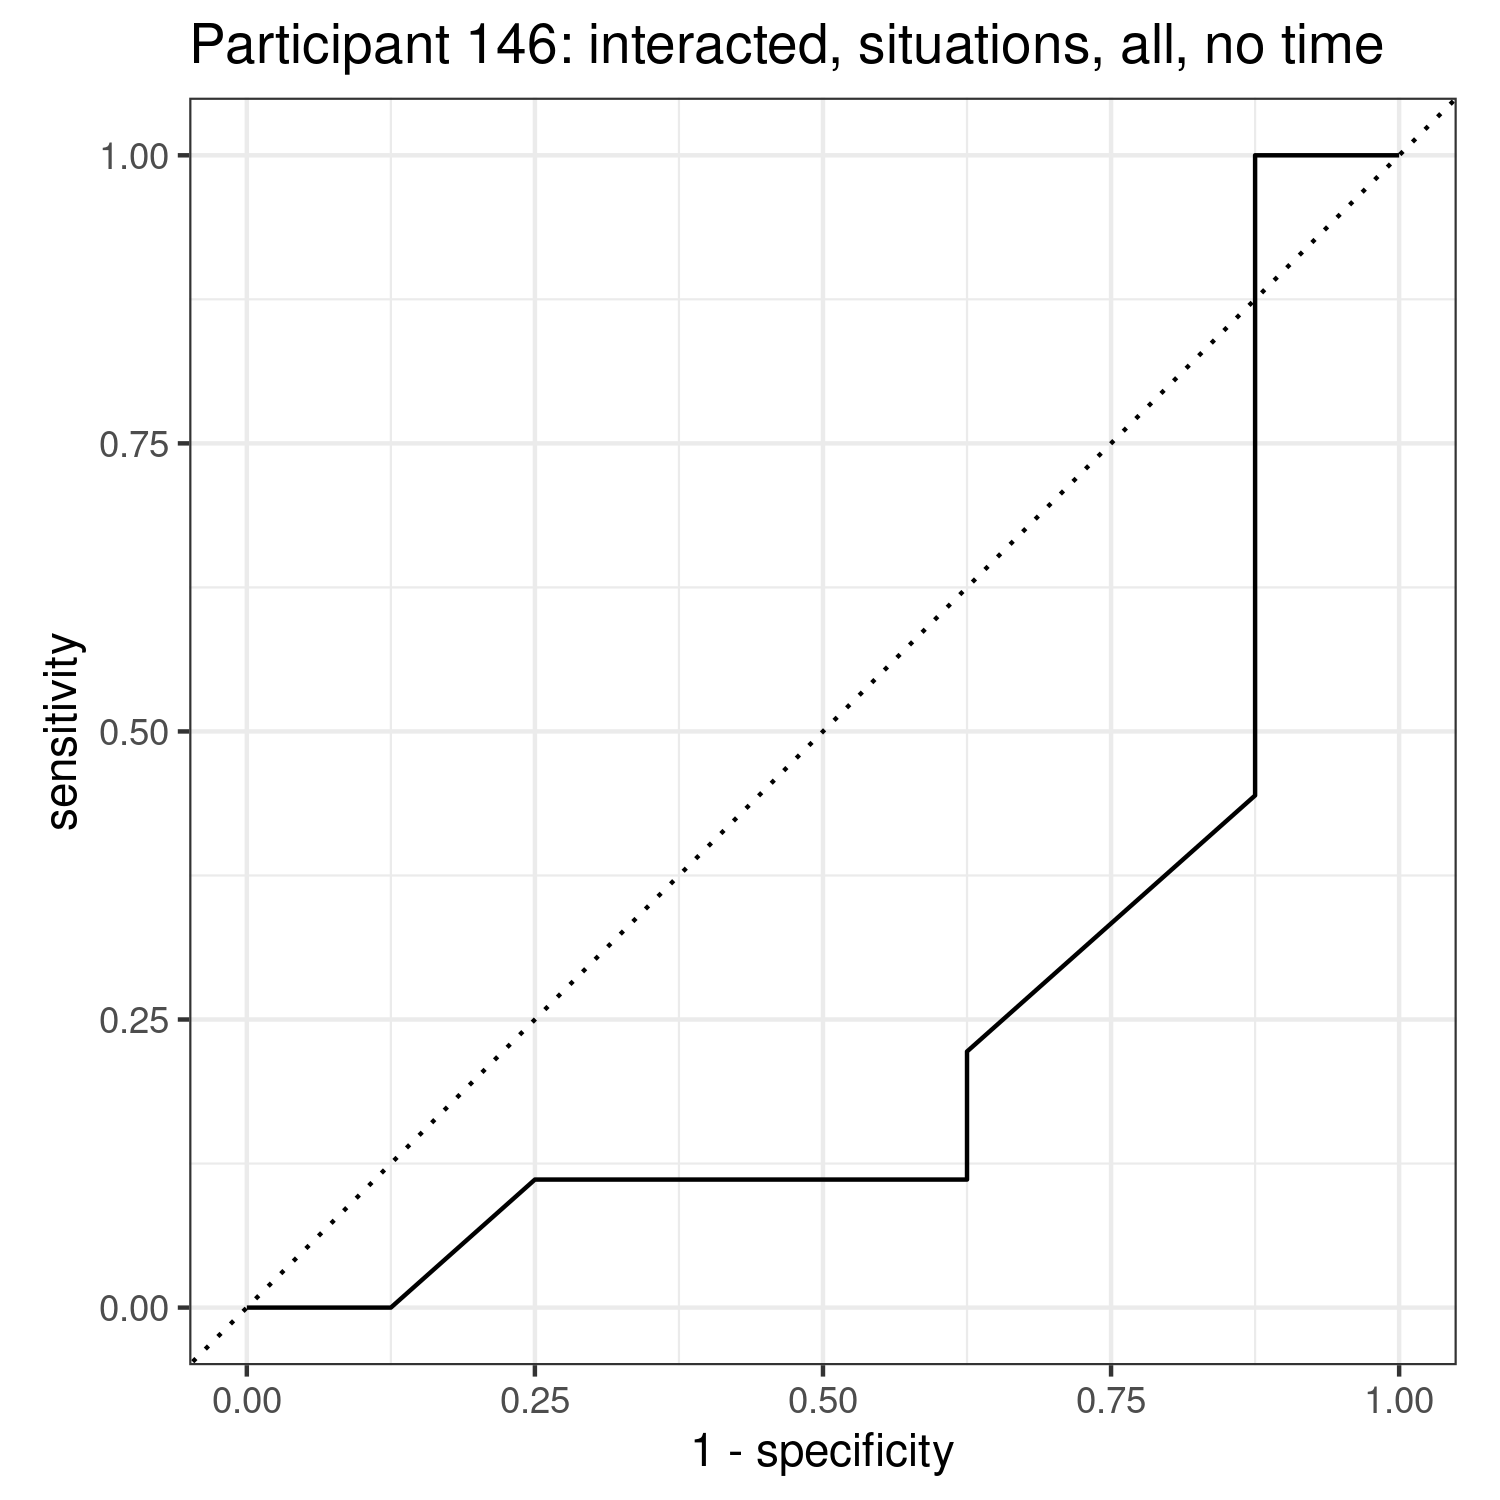 Participant 146: interacted, situations, all, no time
1.00
0.75
0.50
0.25
0.00
sensitivity
0.00 0.25 0.50 0.75 1.00
1 - specificity